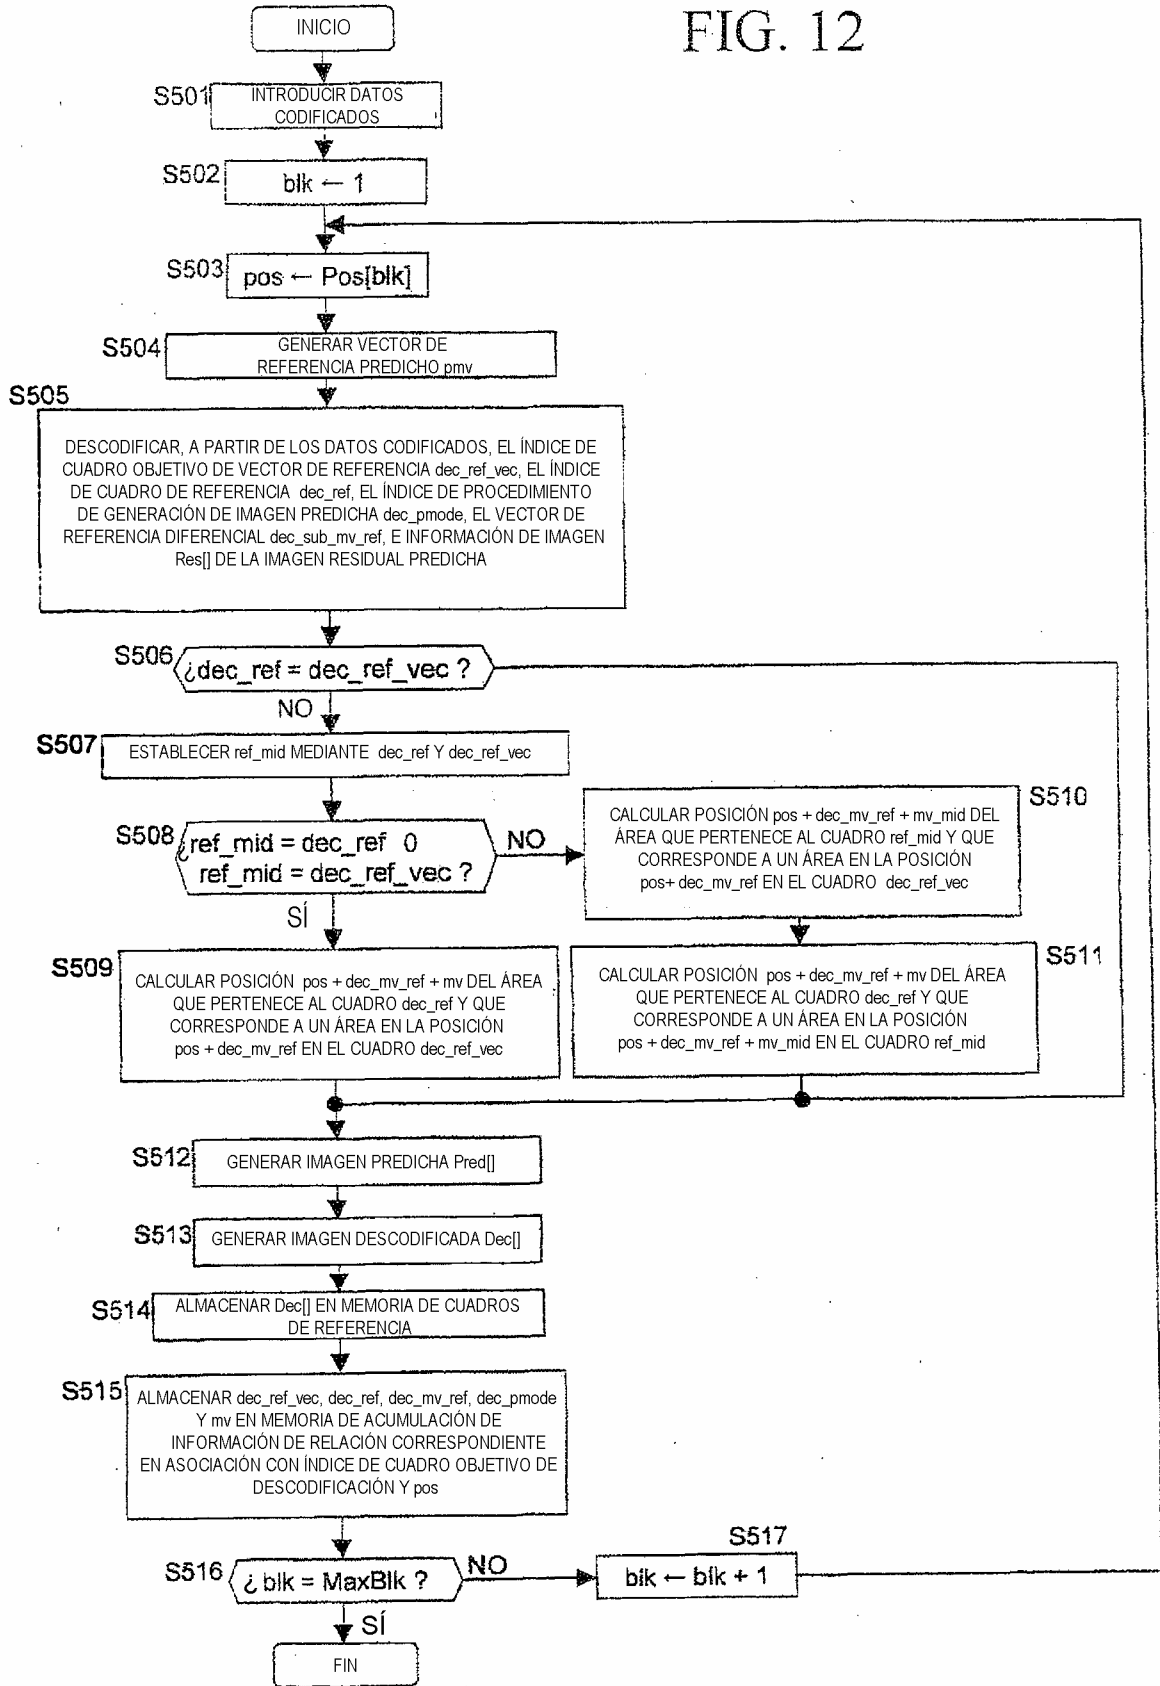 FIG. 12
INICIO
S501
INTRODUCIR DATOS
CODIFICADOS
S502
blk ← 1
S503
pos ← Pos[blk]
S504
GENERAR VECTOR DE
REFERENCIA PREDICHO pmv
S505
DESCODIFICAR, A PARTIR DE LOS DATOS CODIFICADOS, EL ÍNDICE DE
CUADRO OBJETIVO DE VECTOR DE REFERENCIA dec_ref_vec, EL ÍNDICE
DE CUADRO DE REFERENCIA dec_ref, EL ÍNDICE DE PROCEDIMIENTO
DE GENERACIÓN DE IMAGEN PREDICHA dec_pmode, EL VECTOR DE
REFERENCIA DIFERENCIAL dec_sub_mv_ref, E INFORMACIÓN DE IMAGEN
Res[] DE LA IMAGEN RESIDUAL PREDICHA
S506
¿dec_ref = dec_ref_vec ?
NO
S507
ESTABLECER ref_mid MEDIANTE dec_ref Y dec_ref_vec
S508
¿ref_mid = dec_ref 0
ref_mid = dec_ref_vec ?
NO
SÍ
S510
CALCULAR POSICIÓN pos + dec_mv_ref + mv_mid DEL
ÁREA QUE PERTENECE AL CUADRO ref_mid Y QUE
CORRESPONDE A UN ÁREA EN LA POSICIÓN
pos+ dec_mv_ref EN EL CUADRO dec_ref_vec
S509
CALCULAR POSICIÓN pos + dec_mv_ref + mv DEL ÁREA
QUE PERTENECE AL CUADRO dec_ref Y QUE
CORRESPONDE A UN ÁREA EN LA POSICIÓN
pos + dec_mv_ref EN EL CUADRO dec_ref_vec
S511
CALCULAR POSICIÓN pos + dec_mv_ref + mv DEL ÁREA
QUE PERTENECE AL CUADRO dec_ref Y QUE
CORRESPONDE A UN ÁREA EN LA POSICIÓN
pos + dec_mv_ref + mv_mid EN EL CUADRO ref_mid
S512
GENERAR IMAGEN PREDICHA Pred[]
S513
GENERAR IMAGEN DESCODIFICADA Dec[]
S514
ALMACENAR Dec[] EN MEMORIA DE CUADROS
DE REFERENCIA
S515
ALMACENAR dec_ref_vec, dec_ref, dec_mv_ref, dec_pmode
Y mv EN MEMORIA DE ACUMULACIÓN DE
INFORMACIÓN DE RELACIÓN CORRESPONDIENTE
EN ASOCIACIÓN CON ÍNDICE DE CUADRO OBJETIVO DE
DESCODIFICACIÓN Y pos
S516
¿ blk = MaxBlk ?
NO
S517
blk ← blk + 1
SÍ
FIN